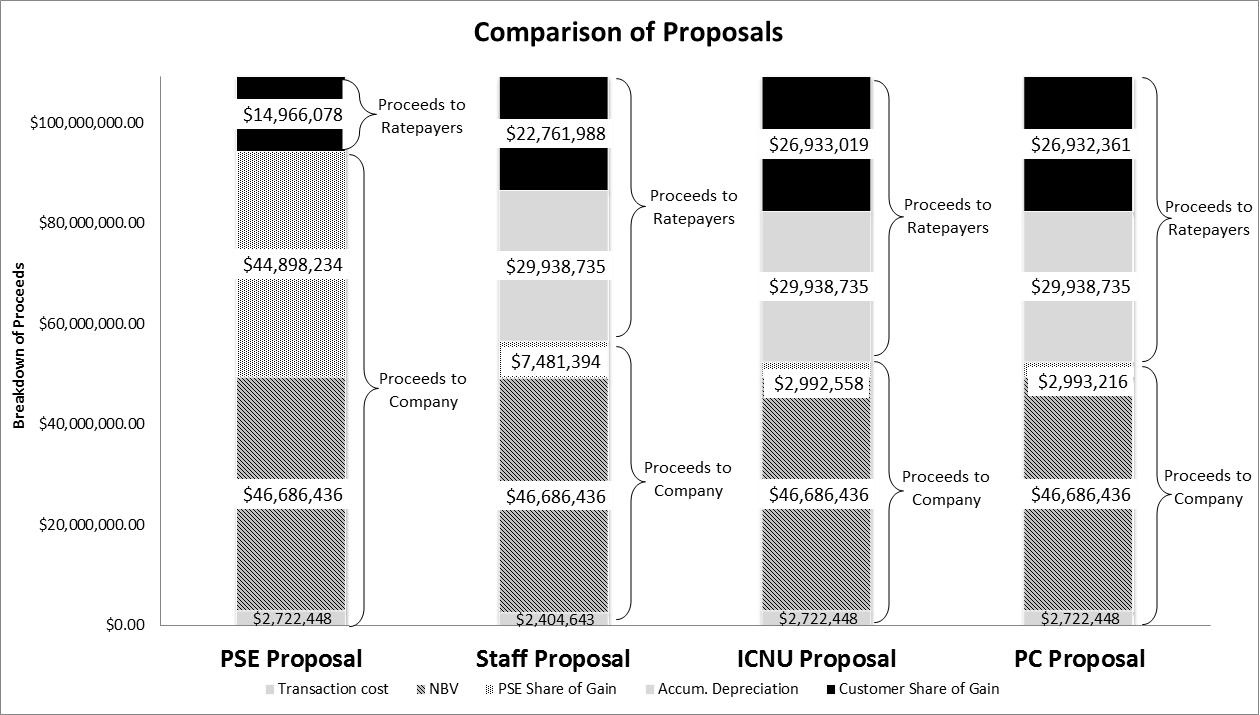 Comparison of Proposals
Breakdown of Proceeds
$100,000,000.00
$80,000,000.00
$60,000,000.00
$40,000,000.00
$20,000,000.00
$0.00
$14,966,078
$44,898,234
$46,686,436
$2,722,448
Proceeds to
Ratepayers
Proceeds to
Company
$22,761,988
$29,938,735
$7,481,394
$46,686,436
$2,404,643
Proceeds to
Ratepayers
Proceeds to
Company
$26,933,019
$29,938,735
$2,992,558
$46,686,436
$2,722,448
Proceeds to
Ratepayers
Proceeds to
Company
$26,932,361
$29,938,735
$2,993,216
$46,686,436
$2,722,448
Proceeds to
Ratepayers
Proceeds to
Company
PSE Proposal
Staff Proposal
ICNU Proposal
PC Proposal
Transaction cost
NBV
PSE Share of Gain
Accum. Depreciation
Customer Share of Gain